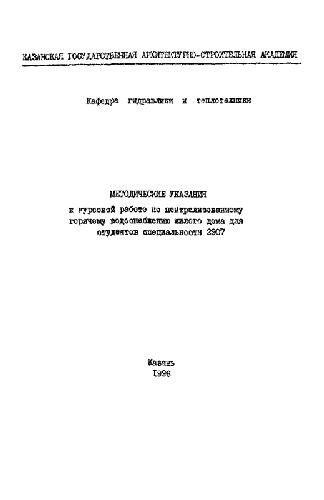 КАЗАНСКАЯ ГОСУДАРСТВЕННАЯ АРХИТЕКТУРНО-СТРОИТЕЛЬНАЯ АКАДЕМИЯ
Кафедра гидравлики и теплотехники
МЕТОДИЧЕСКИЕ УКАЗАНИЯ
к курсовой работе по централизованному
горячему водоснабжению жилого дома для
студентов специальности 2907
Казань
1996